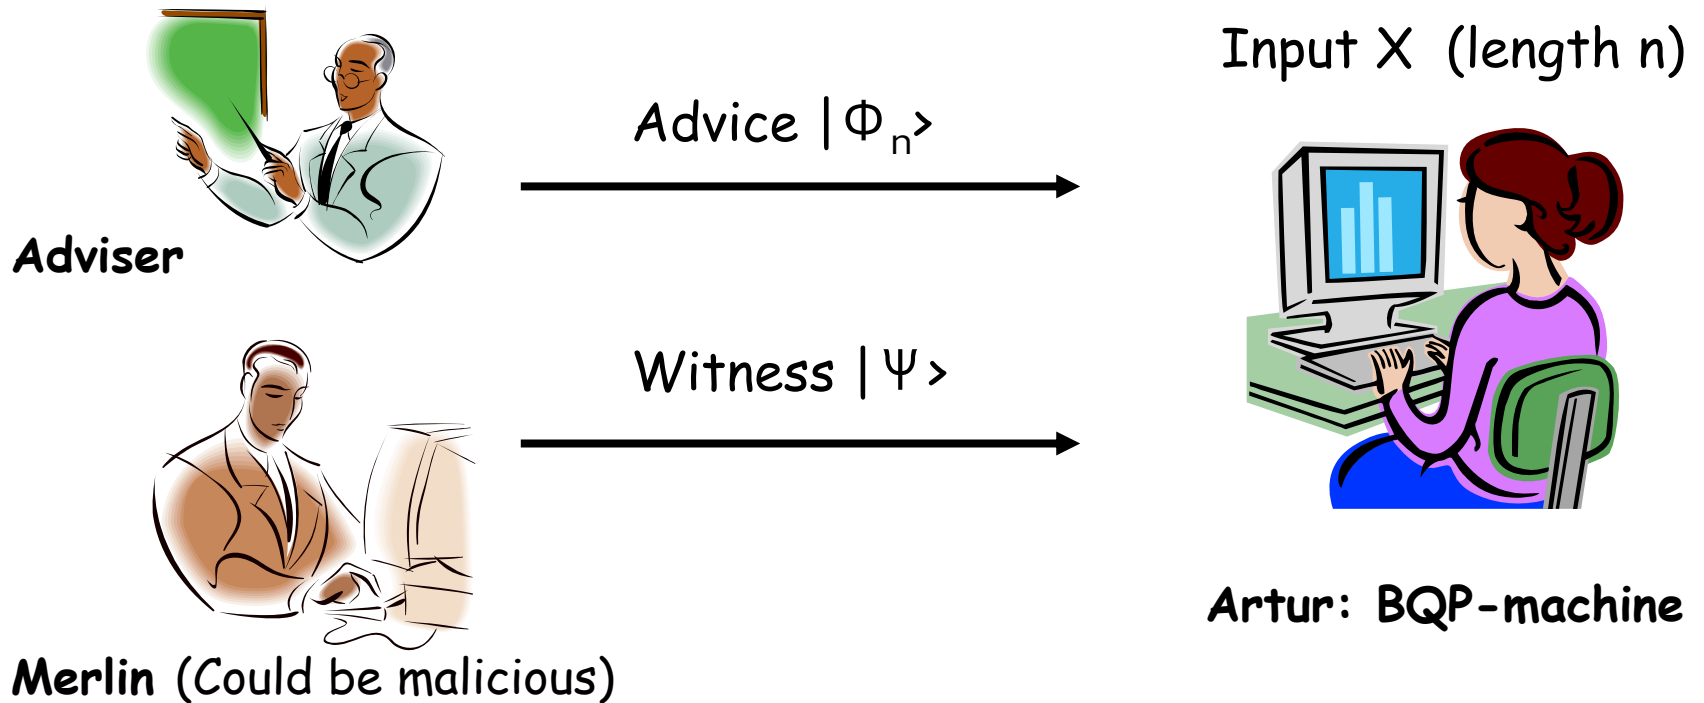 Input X (length n)
Advice |Φn>
Adviser
Witness |Ψ>
Artur: BQP-machine
Merlin (Could be malicious)